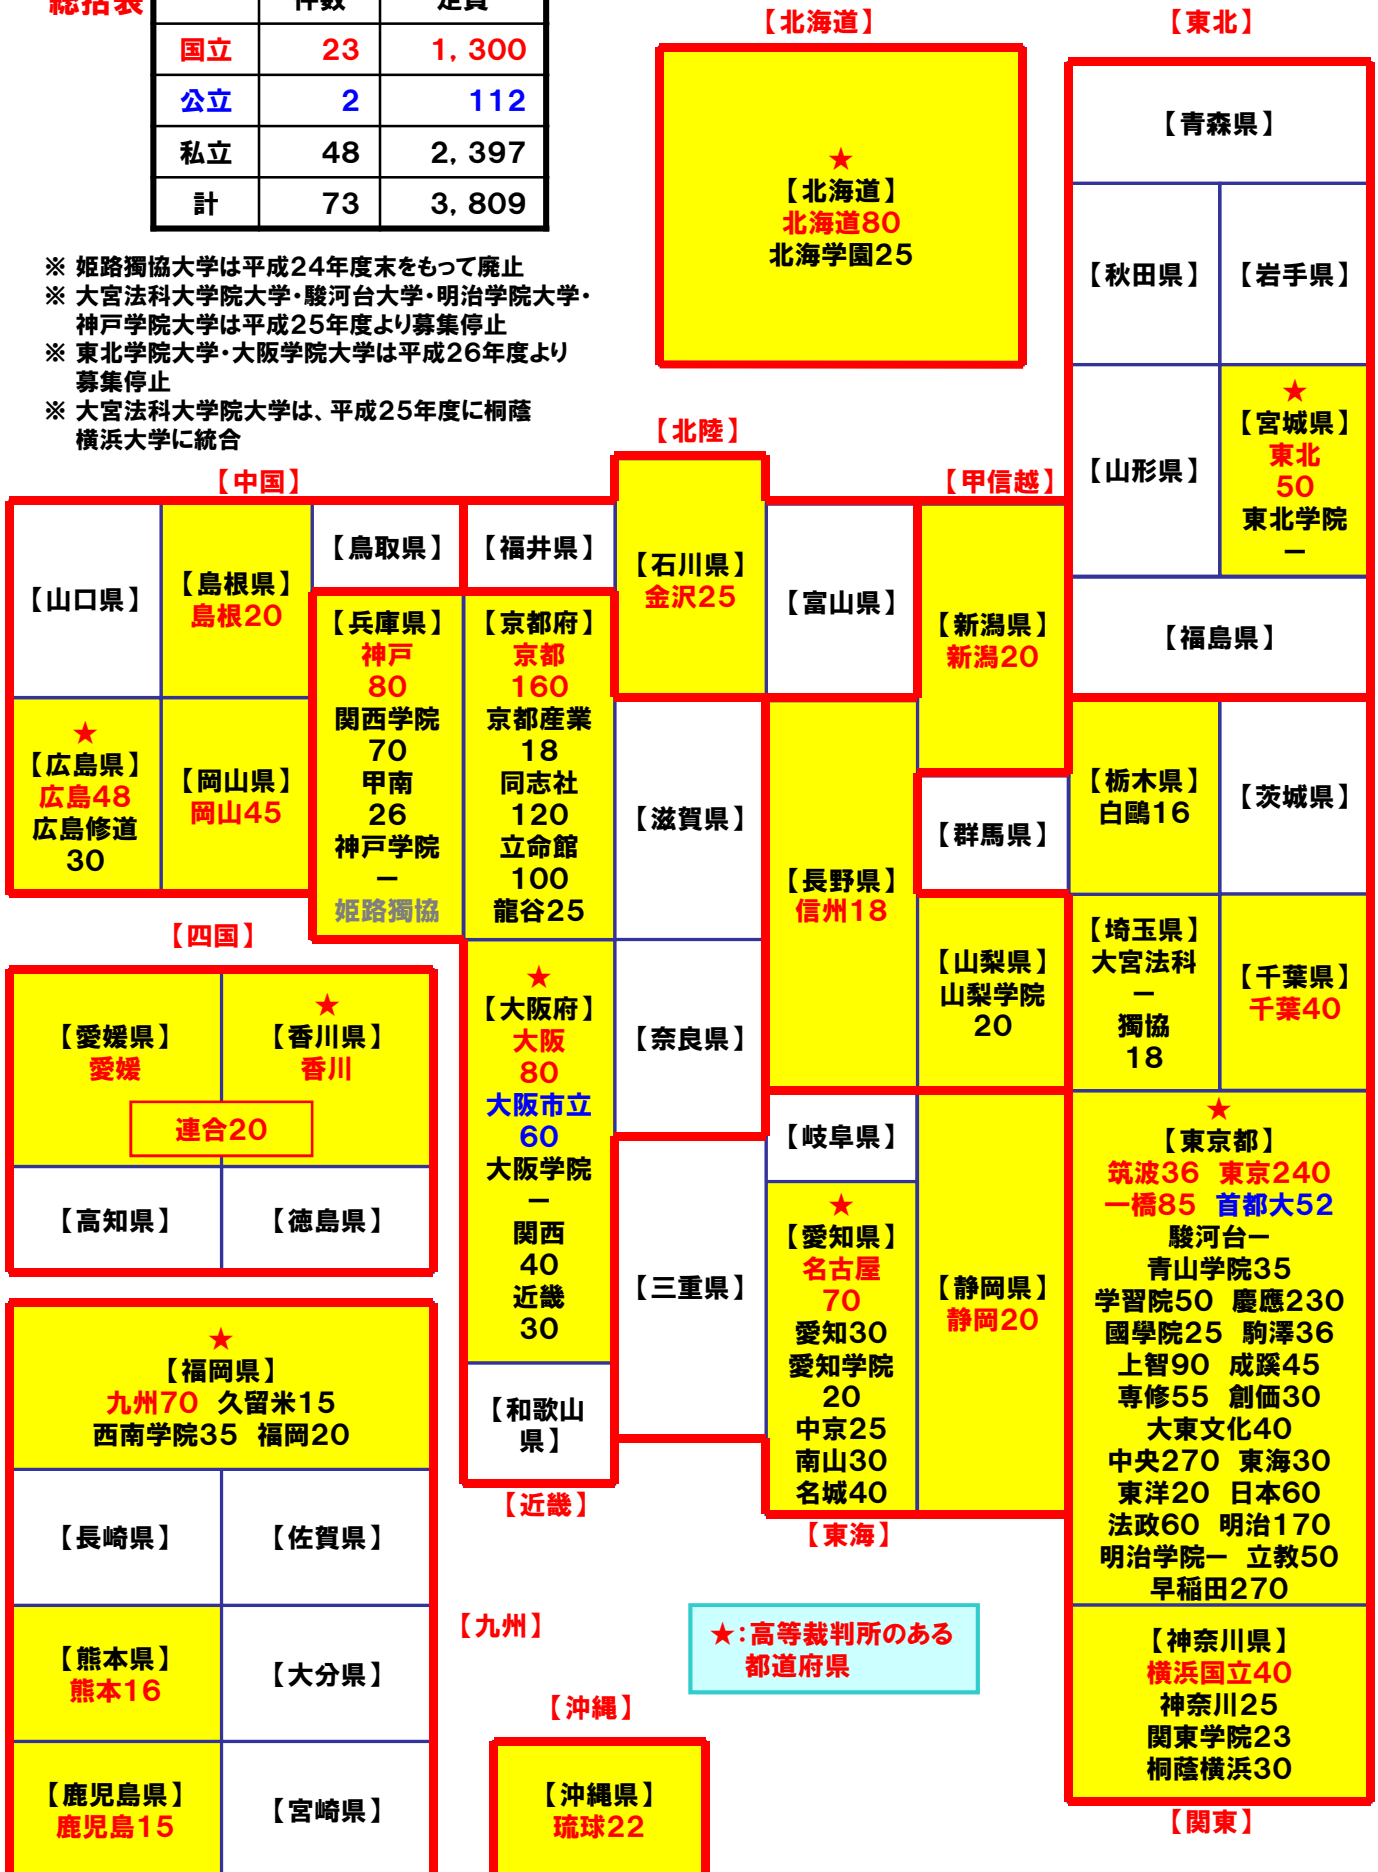 総括表
件数 定員
国立 23 1,300
公立 2 112
私立 48 2,397
計 73 3,809
※ 姫路獨協大学は平成24年度末をもって廃止
※ 大宮法科大学院大学・駿河台大学・明治学院大学・
神戸学院大学は平成25年度より募集停止
※ 東北学院大学・大阪学院大学は平成26年度より
募集停止
※ 大宮法科大学院大学は、平成25年度に桐蔭
横浜大学に統合
【北海道】
★
【北海道】
北海道80
北海学園25
【東北】
【青森県】
【秋田県】
【岩手県】
【山形県】
★
【宮城県】
東北
50
東北学院
ー
【福島県】
【中国】
【山口県】
【島根県】
島根20
【鳥取県】
★
【広島県】
広島48
広島修道
30
【岡山県】
岡山45
【北陸】
【福井県】
【石川県】
金沢25
【富山県】
【甲信越】
【新潟県】
新潟20
【長野県】
信州18
【山梨県】
山梨学院
20
【兵庫県】
神戸
80
関西学院
70
甲南
26
神戸学院
ー
姫路獨協
【京都府】
京都
160
京都産業
18
同志社
120
立命館
100
龍谷25
【滋賀県】
【奈良県】
★
【大阪府】
大阪
80
大阪市立
60
大阪学院
ー
関西
40
近畿
30
【和歌山
県】
【三重県】
【近畿】
【群馬県】
【栃木県】
白鷗16
【茨城県】
【埼玉県】
大宮法科
ー
獨協
18
【千葉県】
千葉40
★
【東京都】
筑波36 東京240
一橋85 首都大52
駿河台ー
青山学院35
学習院50 慶應230
國學院25 駒澤36
上智90 成蹊45
専修55 創価30
大東文化40
中央270 東海30
東洋20 日本60
法政60 明治170
明治学院ー 立教50
早稲田270
【神奈川県】
横浜国立40
神奈川25
関東学院23
桐蔭横浜30
【関東】
【四国】
【愛媛県】
愛媛
★
【香川県】
香川
連合20
【高知県】
【徳島県】
【岐阜県】
★
【愛知県】
名古屋
70
愛知30
愛知学院
20
中京25
南山30
名城40
【静岡県】
静岡20
【東海】
★
【福岡県】
九州70 久留米15
西南学院35 福岡20
【長崎県】
【佐賀県】
【熊本県】
熊本16
【大分県】
【鹿児島県】
鹿児島15
【宮崎県】
【九州】
【沖縄】
【沖縄県】
琉球22
★:高等裁判所のある
都道府県